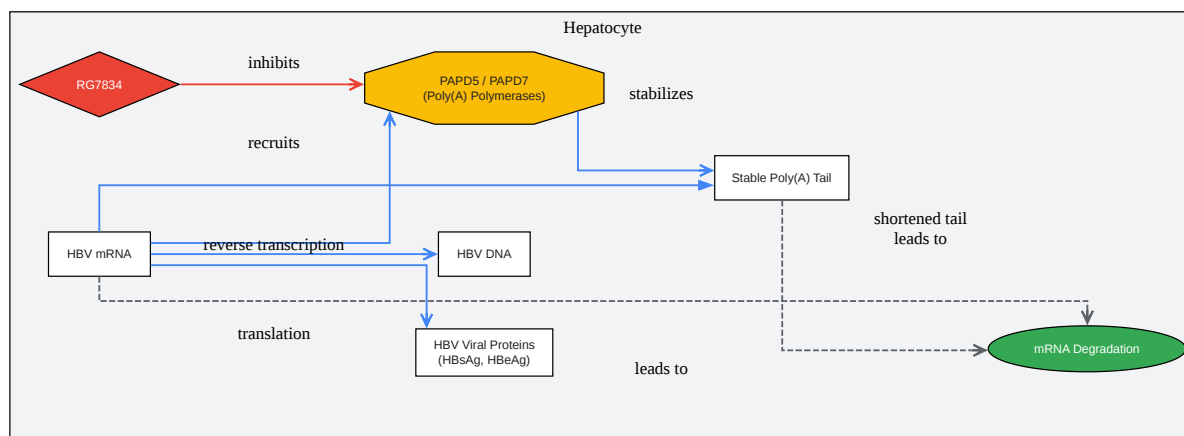 Hepatocyte
inhibits
RG7834
PAPD5 / PAPD7
(Poly(A) Polymerases)
stabilizes
recruits
Stable Poly(A) Tail
shortened tail
leads to
reverse transcription
HBV mRNA
HBV DNA
translation
HBV Viral Proteins
(HBsAg, HBeAg)
mRNA Degradation
leads to